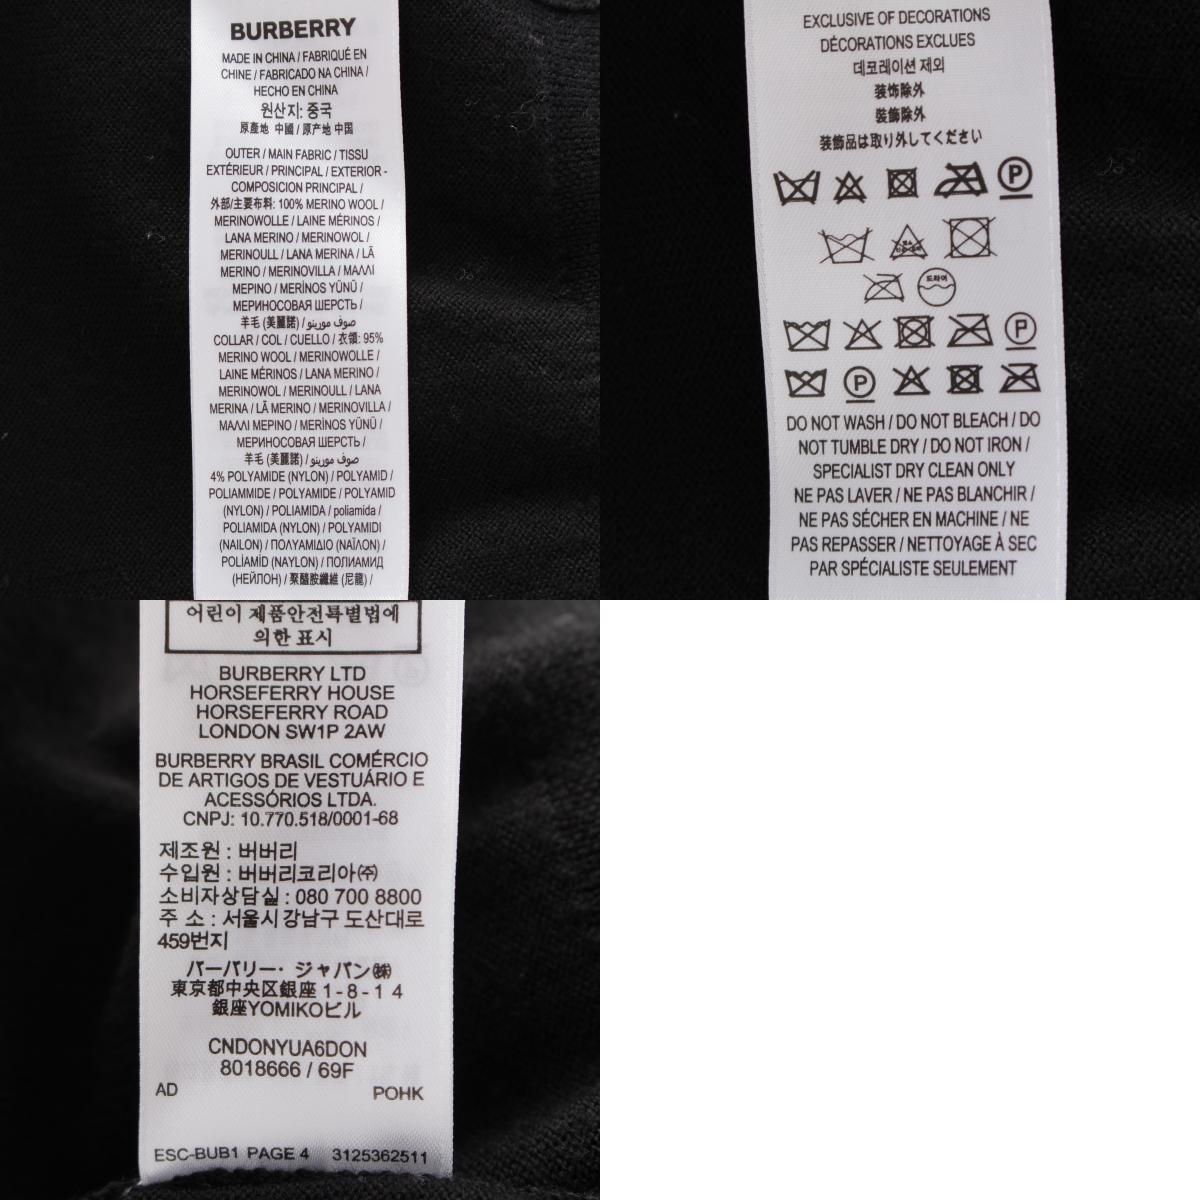 BURBERRY
MADE IN CHINA / FABRIQUÉ EN
CHINE / FABRICADO NA CHINA /
HECHO EN CHINA
원산지: 중국
原產地 中國 / 原产地 中国
OUTER / MAIN FABRIC / TISSU
EXTÉRIEUR / PRINCIPAL / EXTERIOR -
COMPOSICION PRINCIPAL /
外部/主要布料: 100% MERINO WOOL /
MERINOWOLLE / LAINE MÉRINOS /
LANA MERINO / MERINOWOL /
MERINOULL / LANA MERINA / LÃ
MERINO / MERINOVILLA / ΜΑΛΛΙ
ΜΕΡΙΝΟ / MERİNOS YÜNÜ /
МЕРИНОСОВАЯ ШЕРСТЬ /
羊毛 (美麗諾) / صوف مورينو
COLLAR / COL / CUELLO / 衣領: 95%
MERINO WOOL / MERINOWOLLE /
LAINE MÉRINOS / LANA MERINO /
MERINOWOL / MERINOULL / LANA
MERINA / LÃ MERINO / MERINOVILLA /
ΜΑΛΛΙ ΜΕΡΙΝΟ / MERİNOS YÜNÜ /
МЕРИНОСОВАЯ ШЕРСТЬ /
羊毛 (美麗諾) / صوف مورينو
4% POLYAMIDE (NYLON) / POLYAMID /
POLIAMMIDE / POLYAMIDE / POLYAMID
(NYLON) / POLIAMIDA / poliamida /
POLIAMIDA (NYLON) / POLYAMIDI
(NAILON) / ΠΟΛΥΑΜΙΔΙΟ (ΝΑΪΛΟΝ) /
POLİAMİD (NAYLON) / ПОЛИАМИД
(НЕЙЛОН) / 聚醯胺纖維 (尼龍) /
EXCLUSIVE OF DECORATIONS
DÉCORATIONS EXCLUES
데코레이션 제외
装饰除外
裝飾除外
装飾品は取り外してください
P
드라이
P
P
DO NOT WASH / DO NOT BLEACH / DO
NOT TUMBLE DRY / DO NOT IRON /
SPECIALIST DRY CLEAN ONLY
NE PAS LAVER / NE PAS BLANCHIR /
NE PAS SÉCHER EN MACHINE / NE
PAS REPASSER / NETTOYAGE À SEC
PAR SPÉCIALISTE SEULEMENT
어린이 제품안전특별법에
의한 표시
BURBERRY LTD
HORSEFERRY HOUSE
HORSEFERRY ROAD
LONDON SW1P 2AW
BURBERRY BRASIL COMÉRCIO
DE ARTIGOS DE VESTUÁRIO E
ACESSÓRIOS LTDA.
CNPJ: 10.770.518/0001-68
제조원 : 버버리
수입원 : 버버리코리아㈜
소비자상담실 : 080 700 8800
주 소 : 서울시 강남구 도산대로
459번지
バーバリー・ジャパン㈱
東京都中央区銀座 1-8-1 4
銀座YOMIKOビル
CNDONYUA6DON
8018666 / 69F
AD POHK
ESC-BUB1 PAGE 4 3125362511